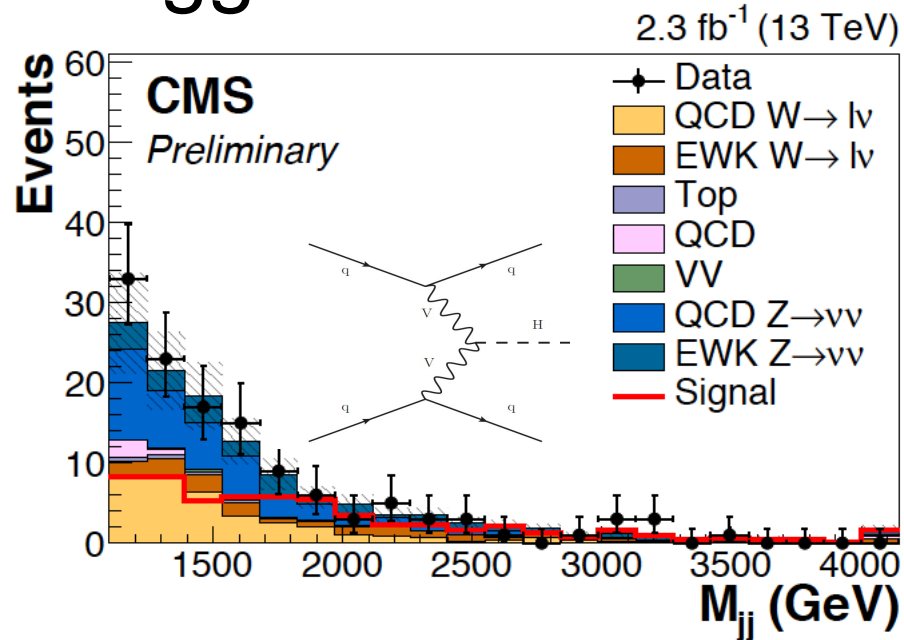 2.3 fb⁻¹ (13 TeV)
Events
60
50
40
30
20
10
0
CMS
Preliminary
Data
QCD W→ lν
EWK W→ lν
Top
QCD
VV
QCD Z→νν
EWK Z→νν
Signal
q
q
V
H
V
q
q
1500
2000
2500
3000
3500
4000
M_jj (GeV)